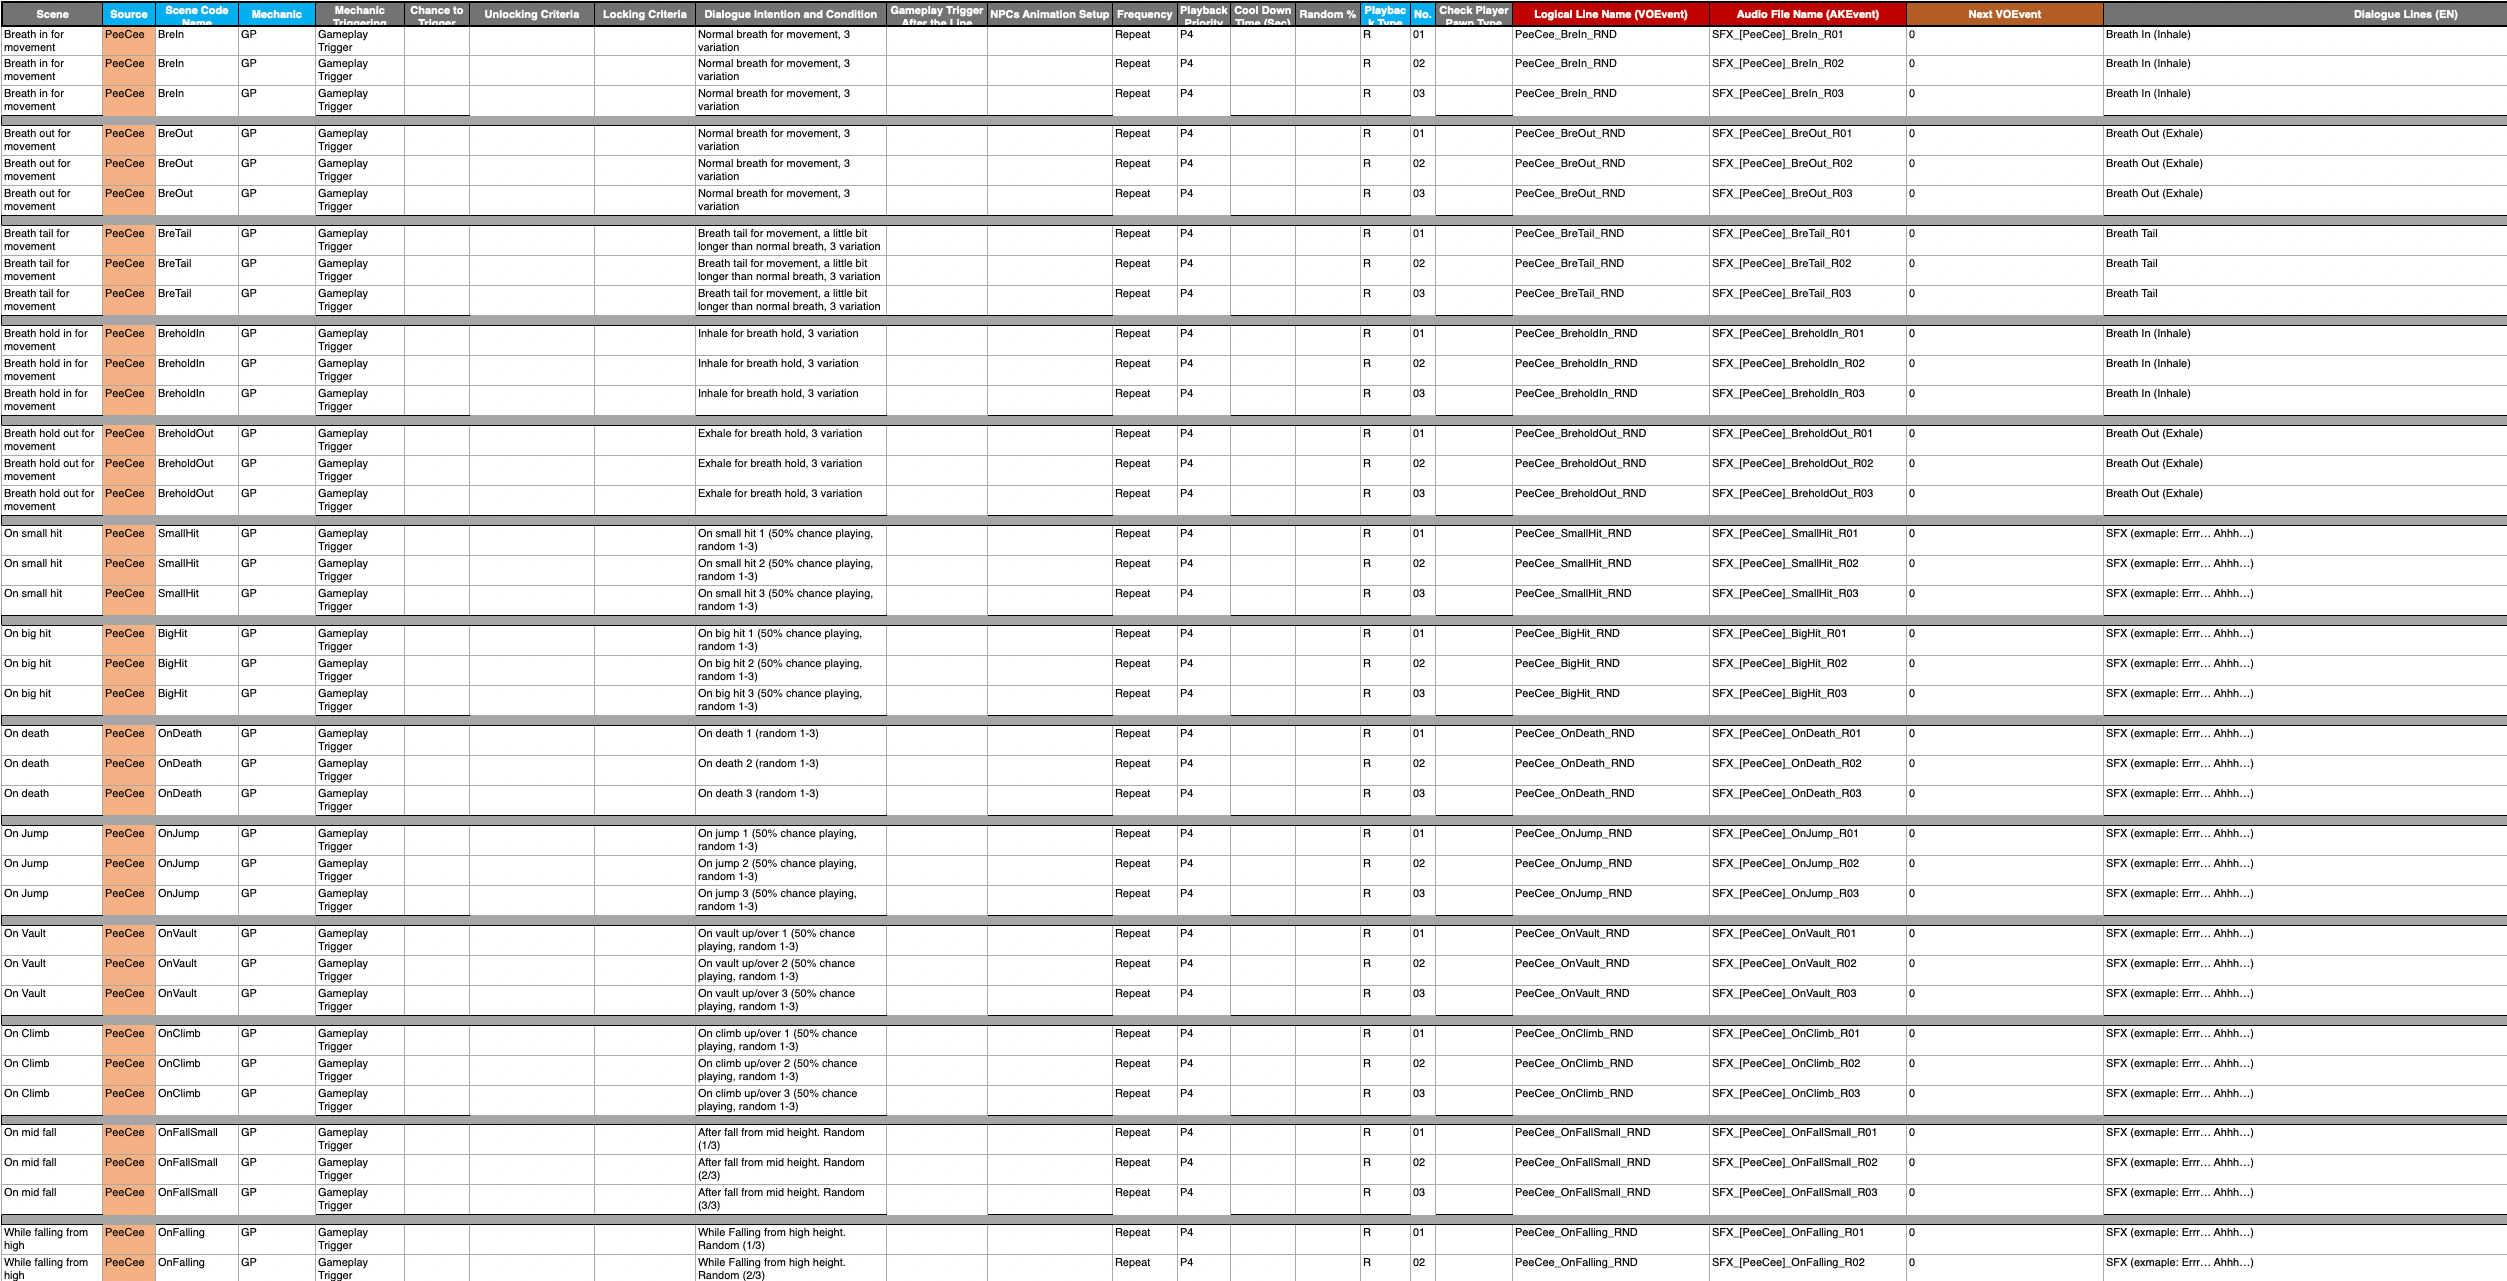 Scene Source Scene Code Name Mechanic Mechanic Triggering Chance to Trigger Unlocking Criteria Locking Criteria Dialogue Intention and Condition Gameplay Trigger After the Line NPCs Animation Setup Frequency Playback Priority Cool Down Time (Sec) Random % Playback Type No. Check Player Pawn Type Logical Line Name (VOEvent) Audio File Name (AKEvent) Next VOEvent Dialogue Lines (EN)
Breath in for movement PeeCee BreIn GP Gameplay Trigger Normal breath for movement, 3 variation Repeat P4 R 01 PeeCee_BreIn_RND SFX_[PeeCee]_BreIn_R01 0 Breath In (Inhale)
Breath in for movement PeeCee BreIn GP Gameplay Trigger Normal breath for movement, 3 variation Repeat P4 R 02 PeeCee_BreIn_RND SFX_[PeeCee]_BreIn_R02 0 Breath In (Inhale)
Breath in for movement PeeCee BreIn GP Gameplay Trigger Normal breath for movement, 3 variation Repeat P4 R 03 PeeCee_BreIn_RND SFX_[PeeCee]_BreIn_R03 0 Breath In (Inhale)
Breath out for movement PeeCee BreOut GP Gameplay Trigger Normal breath for movement, 3 variation Repeat P4 R 01 PeeCee_BreOut_RND SFX_[PeeCee]_BreOut_R01 0 Breath Out (Exhale)
Breath out for movement PeeCee BreOut GP Gameplay Trigger Normal breath for movement, 3 variation Repeat P4 R 02 PeeCee_BreOut_RND SFX_[PeeCee]_BreOut_R02 0 Breath Out (Exhale)
Breath out for movement PeeCee BreOut GP Gameplay Trigger Normal breath for movement, 3 variation Repeat P4 R 03 PeeCee_BreOut_RND SFX_[PeeCee]_BreOut_R03 0 Breath Out (Exhale)
Breath tail for movement PeeCee BreTail GP Gameplay Trigger Breath tail for movement, a little bit longer than normal breath, 3 variation Repeat P4 R 01 PeeCee_BreTail_RND SFX_[PeeCee]_BreTail_R01 0 Breath Tail
Breath tail for movement PeeCee BreTail GP Gameplay Trigger Breath tail for movement, a little bit longer than normal breath, 3 variation Repeat P4 R 02 PeeCee_BreTail_RND SFX_[PeeCee]_BreTail_R02 0 Breath Tail
Breath tail for movement PeeCee BreTail GP Gameplay Trigger Breath tail for movement, a little bit longer than normal breath, 3 variation Repeat P4 R 03 PeeCee_BreTail_RND SFX_[PeeCee]_BreTail_R03 0 Breath Tail
Breath hold in for movement PeeCee BreholdIn GP Gameplay Trigger Inhale for breath hold, 3 variation Repeat P4 R 01 PeeCee_BreholdIn_RND SFX_[PeeCee]_BreholdIn_R01 0 Breath In (Inhale)
Breath hold in for movement PeeCee BreholdIn GP Gameplay Trigger Inhale for breath hold, 3 variation Repeat P4 R 02 PeeCee_BreholdIn_RND SFX_[PeeCee]_BreholdIn_R02 0 Breath In (Inhale)
Breath hold in for movement PeeCee BreholdIn GP Gameplay Trigger Inhale for breath hold, 3 variation Repeat P4 R 03 PeeCee_BreholdIn_RND SFX_[PeeCee]_BreholdIn_R03 0 Breath In (Inhale)
Breath hold out for movement PeeCee BreholdOut GP Gameplay Trigger Exhale for breath hold, 3 variation Repeat P4 R 01 PeeCee_BreholdOut_RND SFX_[PeeCee]_BreholdOut_R01 0 Breath Out (Exhale)
Breath hold out for movement PeeCee BreholdOut GP Gameplay Trigger Exhale for breath hold, 3 variation Repeat P4 R 02 PeeCee_BreholdOut_RND SFX_[PeeCee]_BreholdOut_R02 0 Breath Out (Exhale)
Breath hold out for movement PeeCee BreholdOut GP Gameplay Trigger Exhale for breath hold, 3 variation Repeat P4 R 03 PeeCee_BreholdOut_RND SFX_[PeeCee]_BreholdOut_R03 0 Breath Out (Exhale)
On small hit PeeCee SmallHit GP Gameplay Trigger On small hit 1 (50% chance playing, random 1-3) Repeat P4 R 01 PeeCee_SmallHit_RND SFX_[PeeCee]_SmallHit_R01 0 SFX (exmaple: Errr... Ahhh...)
On small hit PeeCee SmallHit GP Gameplay Trigger On small hit 2 (50% chance playing, random 1-3) Repeat P4 R 02 PeeCee_SmallHit_RND SFX_[PeeCee]_SmallHit_R02 0 SFX (exmaple: Errr... Ahhh...)
On small hit PeeCee SmallHit GP Gameplay Trigger On small hit 3 (50% chance playing, random 1-3) Repeat P4 R 03 PeeCee_SmallHit_RND SFX_[PeeCee]_SmallHit_R03 0 SFX (exmaple: Errr... Ahhh...)
On big hit PeeCee BigHit GP Gameplay Trigger On big hit 1 (50% chance playing, random 1-3) Repeat P4 R 01 PeeCee_BigHit_RND SFX_[PeeCee]_BigHit_R01 0 SFX (exmaple: Errr... Ahhh...)
On big hit PeeCee BigHit GP Gameplay Trigger On big hit 2 (50% chance playing, random 1-3) Repeat P4 R 02 PeeCee_BigHit_RND SFX_[PeeCee]_BigHit_R02 0 SFX (exmaple: Errr... Ahhh...)
On big hit PeeCee BigHit GP Gameplay Trigger On big hit 3 (50% chance playing, random 1-3) Repeat P4 R 03 PeeCee_BigHit_RND SFX_[PeeCee]_BigHit_R03 0 SFX (exmaple: Errr... Ahhh...)
On death PeeCee OnDeath GP Gameplay Trigger On death 1 (random 1-3) Repeat P4 R 01 PeeCee_OnDeath_RND SFX_[PeeCee]_OnDeath_R01 0 SFX (exmaple: Errr... Ahhh...)
On death PeeCee OnDeath GP Gameplay Trigger On death 2 (random 1-3) Repeat P4 R 02 PeeCee_OnDeath_RND SFX_[PeeCee]_OnDeath_R02 0 SFX (exmaple: Errr... Ahhh...)
On death PeeCee OnDeath GP Gameplay Trigger On death 3 (random 1-3) Repeat P4 R 03 PeeCee_OnDeath_RND SFX_[PeeCee]_OnDeath_R03 0 SFX (exmaple: Errr... Ahhh...)
On Jump PeeCee OnJump GP Gameplay Trigger On jump 1 (50% chance playing, random 1-3) Repeat P4 R 01 PeeCee_OnJump_RND SFX_[PeeCee]_OnJump_R01 0 SFX (exmaple: Errr... Ahhh...)
On Jump PeeCee OnJump GP Gameplay Trigger On jump 2 (50% chance playing, random 1-3) Repeat P4 R 02 PeeCee_OnJump_RND SFX_[PeeCee]_OnJump_R02 0 SFX (exmaple: Errr... Ahhh...)
On Jump PeeCee OnJump GP Gameplay Trigger On jump 3 (50% chance playing, random 1-3) Repeat P4 R 03 PeeCee_OnJump_RND SFX_[PeeCee]_OnJump_R03 0 SFX (exmaple: Errr... Ahhh...)
On Vault PeeCee OnVault GP Gameplay Trigger On vault up/over 1 (50% chance playing, random 1-3) Repeat P4 R 01 PeeCee_OnVault_RND SFX_[PeeCee]_OnVault_R01 0 SFX (exmaple: Errr... Ahhh...)
On Vault PeeCee OnVault GP Gameplay Trigger On vault up/over 2 (50% chance playing, random 1-3) Repeat P4 R 02 PeeCee_OnVault_RND SFX_[PeeCee]_OnVault_R02 0 SFX (exmaple: Errr... Ahhh...)
On Vault PeeCee OnVault GP Gameplay Trigger On vault up/over 3 (50% chance playing, random 1-3) Repeat P4 R 03 PeeCee_OnVault_RND SFX_[PeeCee]_OnVault_R03 0 SFX (exmaple: Errr... Ahhh...)
On Climb PeeCee OnClimb GP Gameplay Trigger On climb up/over 1 (50% chance playing, random 1-3) Repeat P4 R 01 PeeCee_OnClimb_RND SFX_[PeeCee]_OnClimb_R01 0 SFX (exmaple: Errr... Ahhh...)
On Climb PeeCee OnClimb GP Gameplay Trigger On climb up/over 2 (50% chance playing, random 1-3) Repeat P4 R 02 PeeCee_OnClimb_RND SFX_[PeeCee]_OnClimb_R02 0 SFX (exmaple: Errr... Ahhh...)
On Climb PeeCee OnClimb GP Gameplay Trigger On climb up/over 3 (50% chance playing, random 1-3) Repeat P4 R 03 PeeCee_OnClimb_RND SFX_[PeeCee]_OnClimb_R03 0 SFX (exmaple: Errr... Ahhh...)
On mid fall PeeCee OnFallSmall GP Gameplay Trigger After fall from mid height. Random (1/3) Repeat P4 R 01 PeeCee_OnFallSmall_RND SFX_[PeeCee]_OnFallSmall_R01 0 SFX (exmaple: Errr... Ahhh...)
On mid fall PeeCee OnFallSmall GP Gameplay Trigger After fall from mid height. Random (2/3) Repeat P4 R 02 PeeCee_OnFallSmall_RND SFX_[PeeCee]_OnFallSmall_R02 0 SFX (exmaple: Errr... Ahhh...)
On mid fall PeeCee OnFallSmall GP Gameplay Trigger After fall from mid height. Random (3/3) Repeat P4 R 03 PeeCee_OnFallSmall_RND SFX_[PeeCee]_OnFallSmall_R03 0 SFX (exmaple: Errr... Ahhh...)
While falling from high PeeCee OnFalling GP Gameplay Trigger While Falling from high height. Random (1/3) Repeat P4 R 01 PeeCee_OnFalling_RND SFX_[PeeCee]_OnFalling_R01 0 SFX (exmaple: Errr... Ahhh...)
While falling from high PeeCee OnFalling GP Gameplay Trigger While Falling from high height. Random (2/3) Repeat P4 R 02 PeeCee_OnFalling_RND SFX_[PeeCee]_OnFalling_R02 0 SFX (exmaple: Errr... Ahhh...)